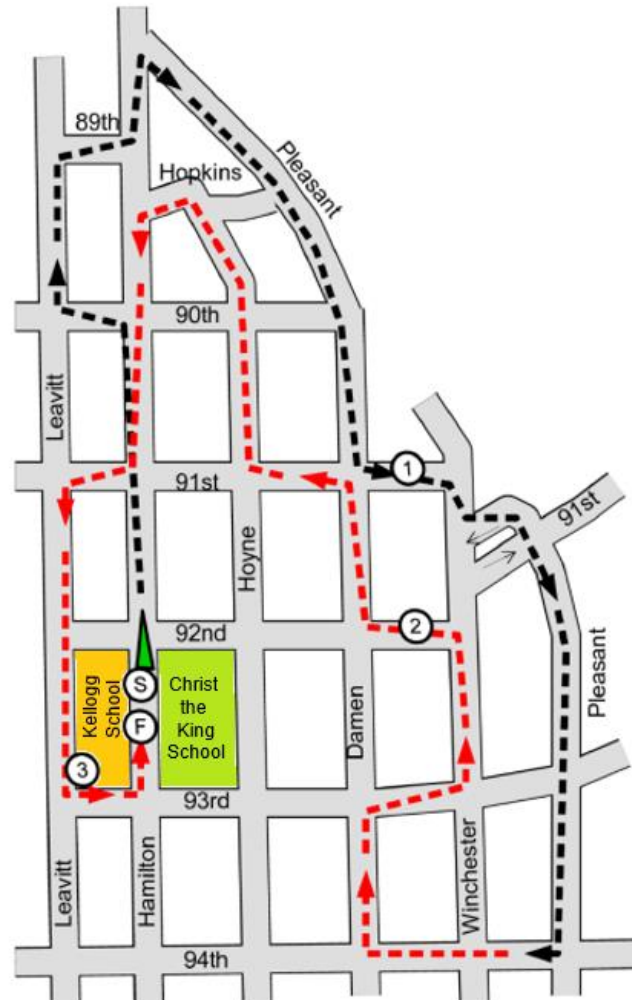 89th
Hopkins
Pleasant
90th
Leavitt
1
91st
91st
Hoyne
92nd
2
S
Kellogg
School
Christ
the
King
School
F
Damen
Pleasant
3
93rd
Leavitt
Hamilton
Winchester
94th